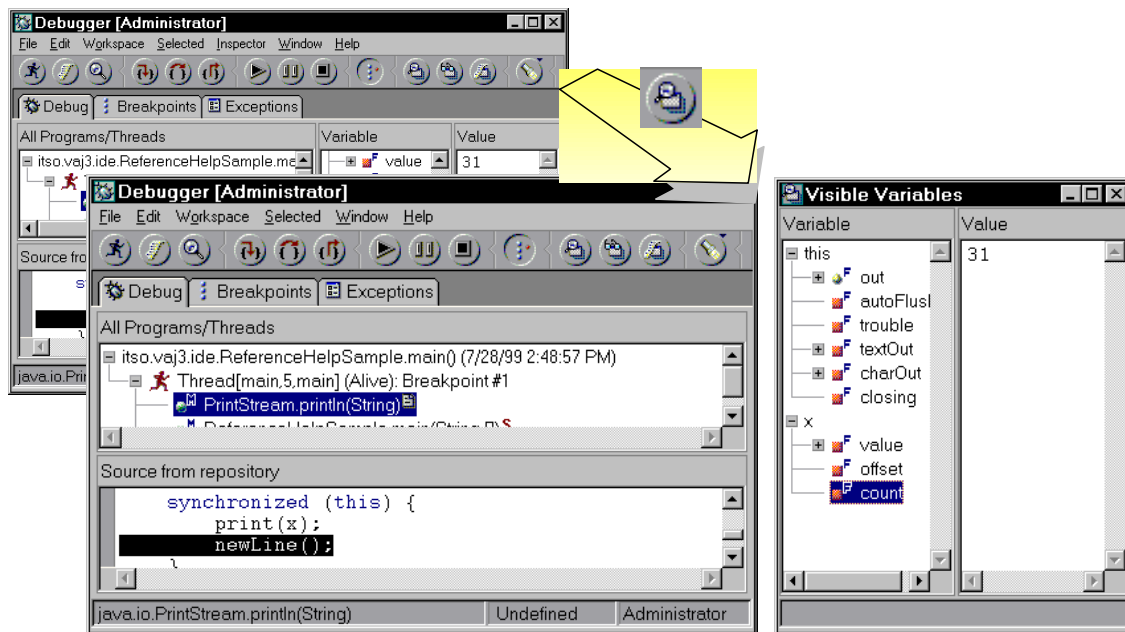 Debugger [Administrator]
File Edit Workspace Selected Inspector Window Help
Debug Breakpoints Exceptions
All Programs/Threads Variable Value
itso.vaj3.ide.ReferenceHelpSample.ma
value 31
Source fro
java.io.Pri
Debugger [Administrator]
File Edit Workspace Selected Window Help
Debug Breakpoints Exceptions
All Programs/Threads
itso.vaj3.ide.ReferenceHelpSample.main() (7/28/99 2:48:57 PM)
Thread[main,5,main] (Alive): Breakpoint #1
PrintStream.println(String)
ReferenceHelpSample.main(String [])
Source from repository
synchronized (this) {
print(x);
newLine();
}
java.io.PrintStream.println(String) Undefined Administrator
Visible Variables
Variable Value
this 31
out
autoFlush
trouble
textOut
charOut
closing
x
value
offset
count